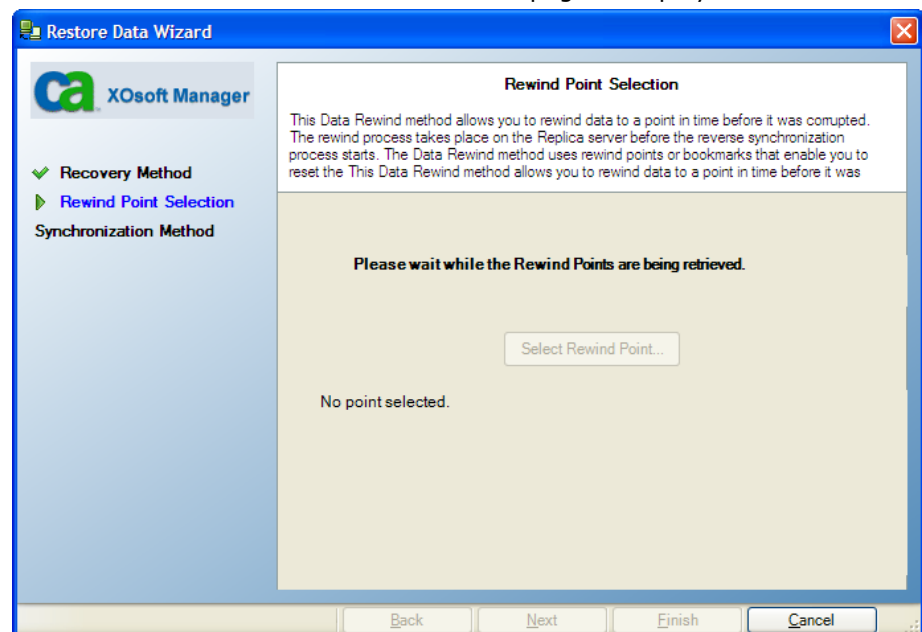 Restore Data Wizard
ca
XOsoft Manager
Recovery Method
Rewind Point Selection
Synchronization Method
Rewind Point Selection
This Data Rewind method allows you to rewind data to a point in time before it was corrupted.
The rewind process takes place on the Replica server before the reverse synchronization
process starts. The Data Rewind method uses rewind points or bookmarks that enable you to
reset the This Data Rewind method allows you to rewind data to a point in time before it was
Please wait while the Rewind Points are being retrieved.
Select Rewind Point...
No point selected.
Back
Next
Finish
Cancel